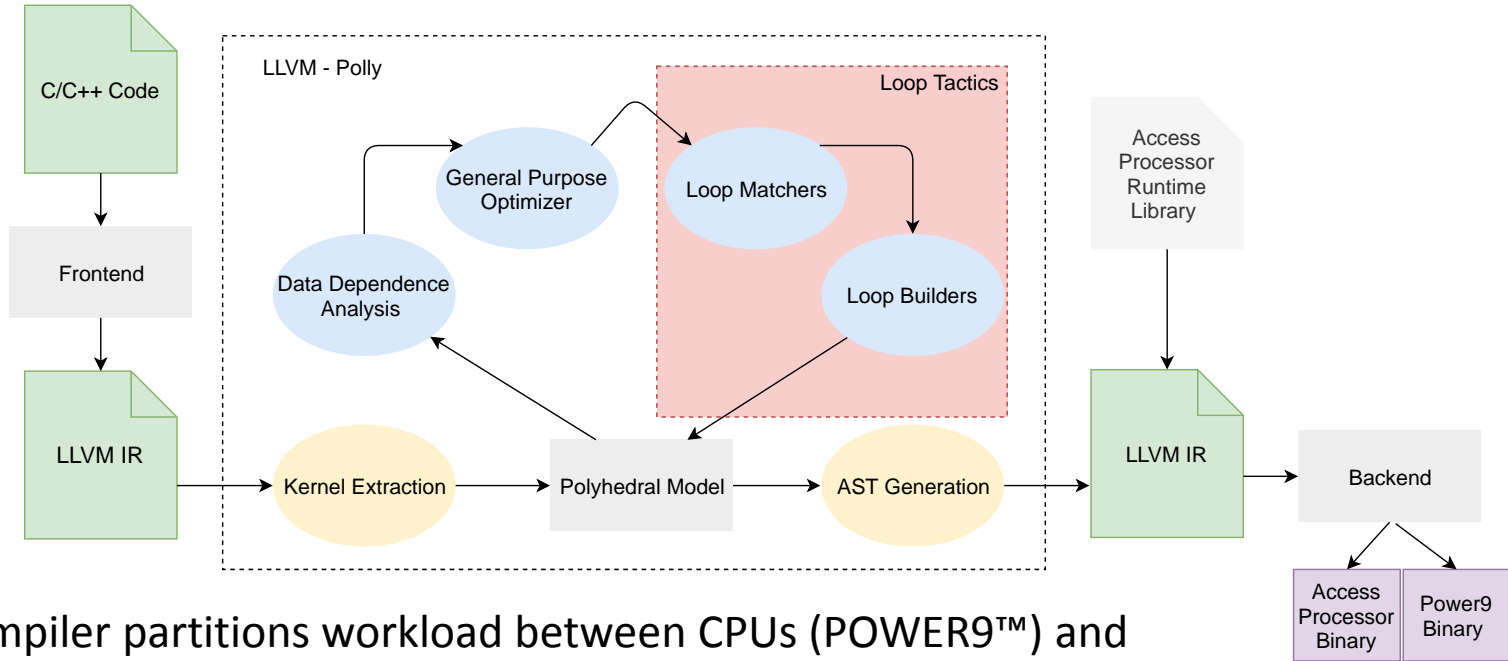 C/C++ Code
Frontend
LLVM IR
LLVM - Polly
Loop Tactics
General Purpose
Optimizer
Loop Matchers
Data Dependence
Analysis
Loop Builders
Kernel Extraction
Polyhedral Model
AST Generation
Access
Processor
Runtime
Library
LLVM IR
Backend
Access
Processor
Binary
Power9
Binary
mpiler partitions workload between CPUs (POWER9™) and